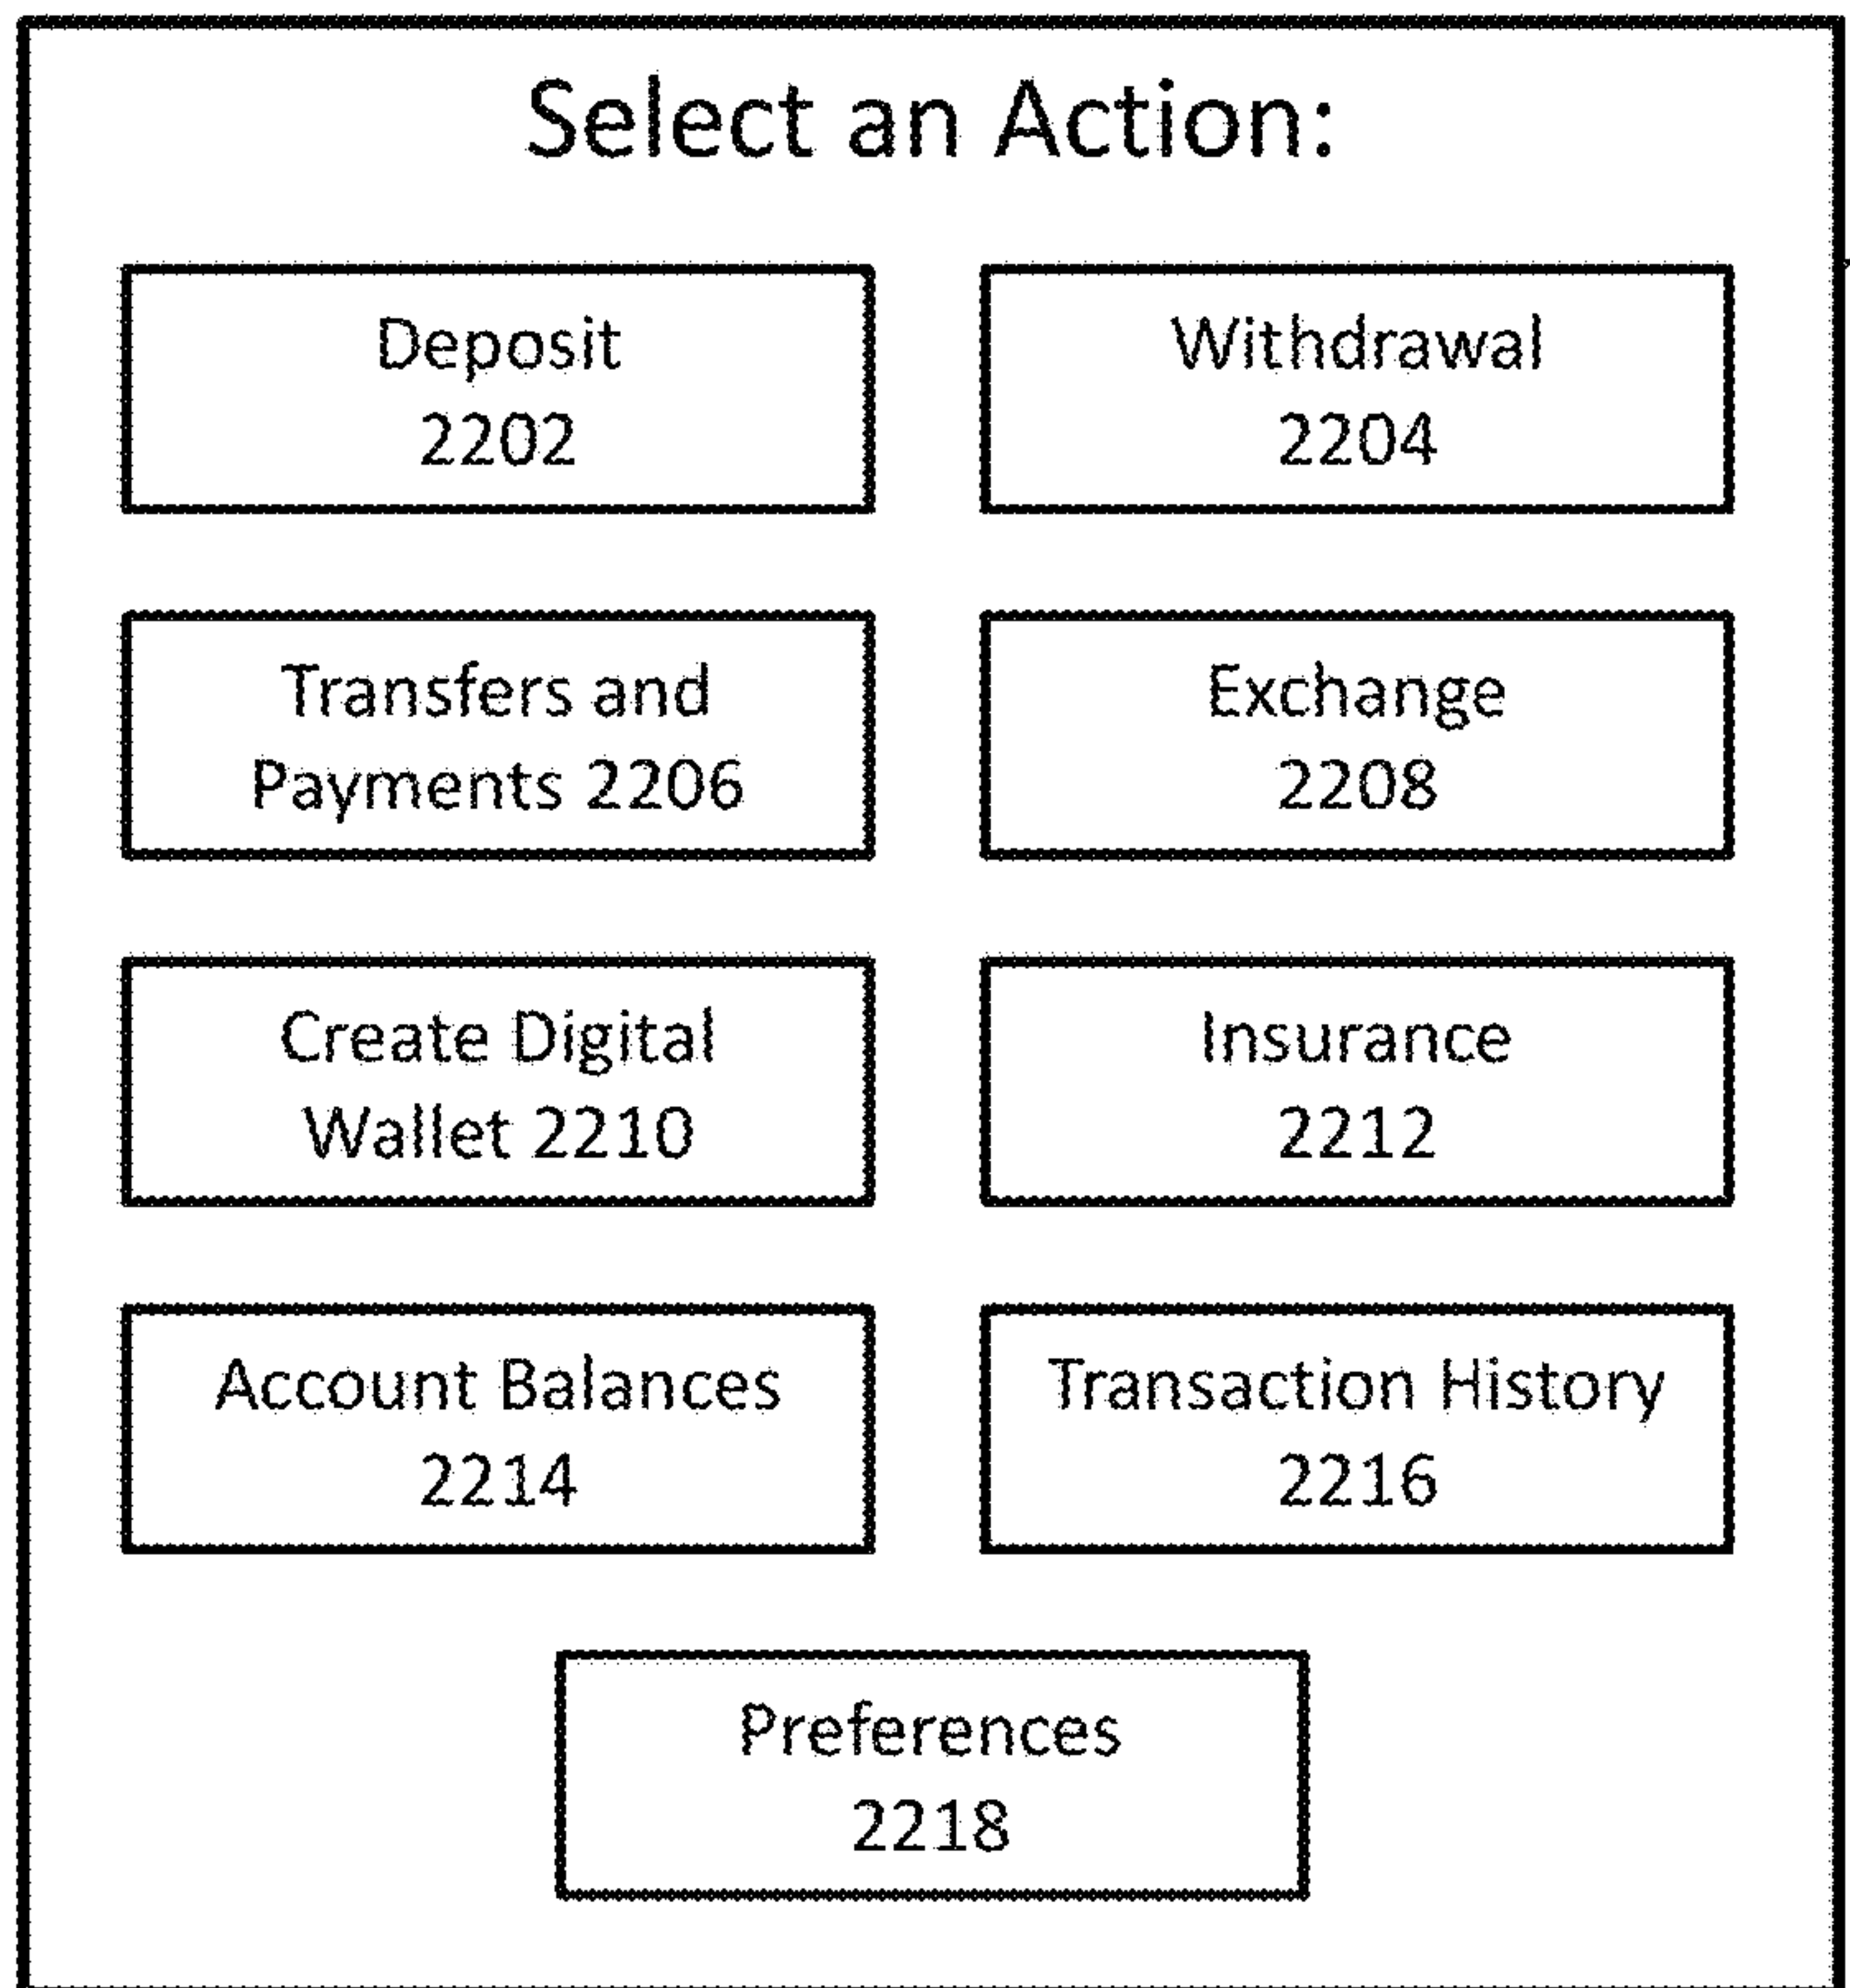 Select an Action:
Deposit
2202
Withdrawal
2204
Transfers and
Payments 2206
Exchange
2208
Create Digital
Wallet 2210
Insurance
2212
Account Balances
2214
Transaction History
2216
Preferences
2218